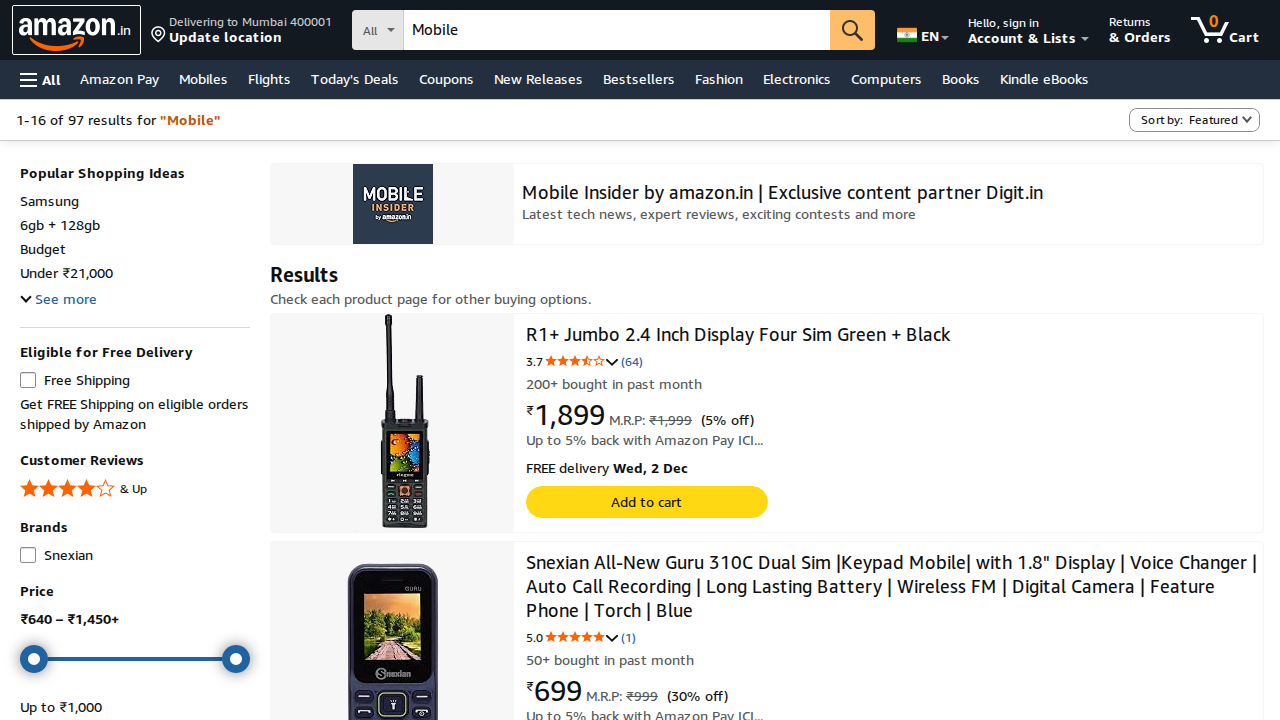 amazon.in
Delivering to Mumbai 400001
Update location
All
Mobile
EN
Hello, sign in
Account & Lists
Returns
& Orders
0
Cart
All
Amazon Pay
Mobiles
Flights
Today's Deals
Coupons
New Releases
Bestsellers
Fashion
Electronics
Computers
Books
Kindle eBooks
1-16 of 97 results for "Mobile"
Sort by: Featured
Popular Shopping Ideas
Samsung
6gb + 128gb
Budget
Under ₹21,000
See more
Eligible for Free Delivery
Free Shipping
Get FREE Shipping on eligible orders
shipped by Amazon
Customer Reviews
& Up
Brands
Snexian
Price
₹640 – ₹1,450+
Up to ₹1,000
MOBILE
INSIDER
by amazon.in
Mobile Insider by amazon.in | Exclusive content partner Digit.in
Latest tech news, expert reviews, exciting contests and more
Results
Check each product page for other buying options.
R1+ Jumbo 2.4 Inch Display Four Sim Green + Black
3.7 (64)
200+ bought in past month
₹1,899 M.R.P: ₹1,999 (5% off)
Up to 5% back with Amazon Pay ICI...
FREE delivery Wed, 2 Dec
Add to cart
GURU
Snexian
Snexian All-New Guru 310C Dual Sim |Keypad Mobile| with 1.8" Display | Voice Changer |
Auto Call Recording | Long Lasting Battery | Wireless FM | Digital Camera | Feature
Phone | Torch | Blue
5.0 (1)
50+ bought in past month
₹699 M.R.P: ₹999 (30% off)
Up to 5% back with Amazon Pay ICI...